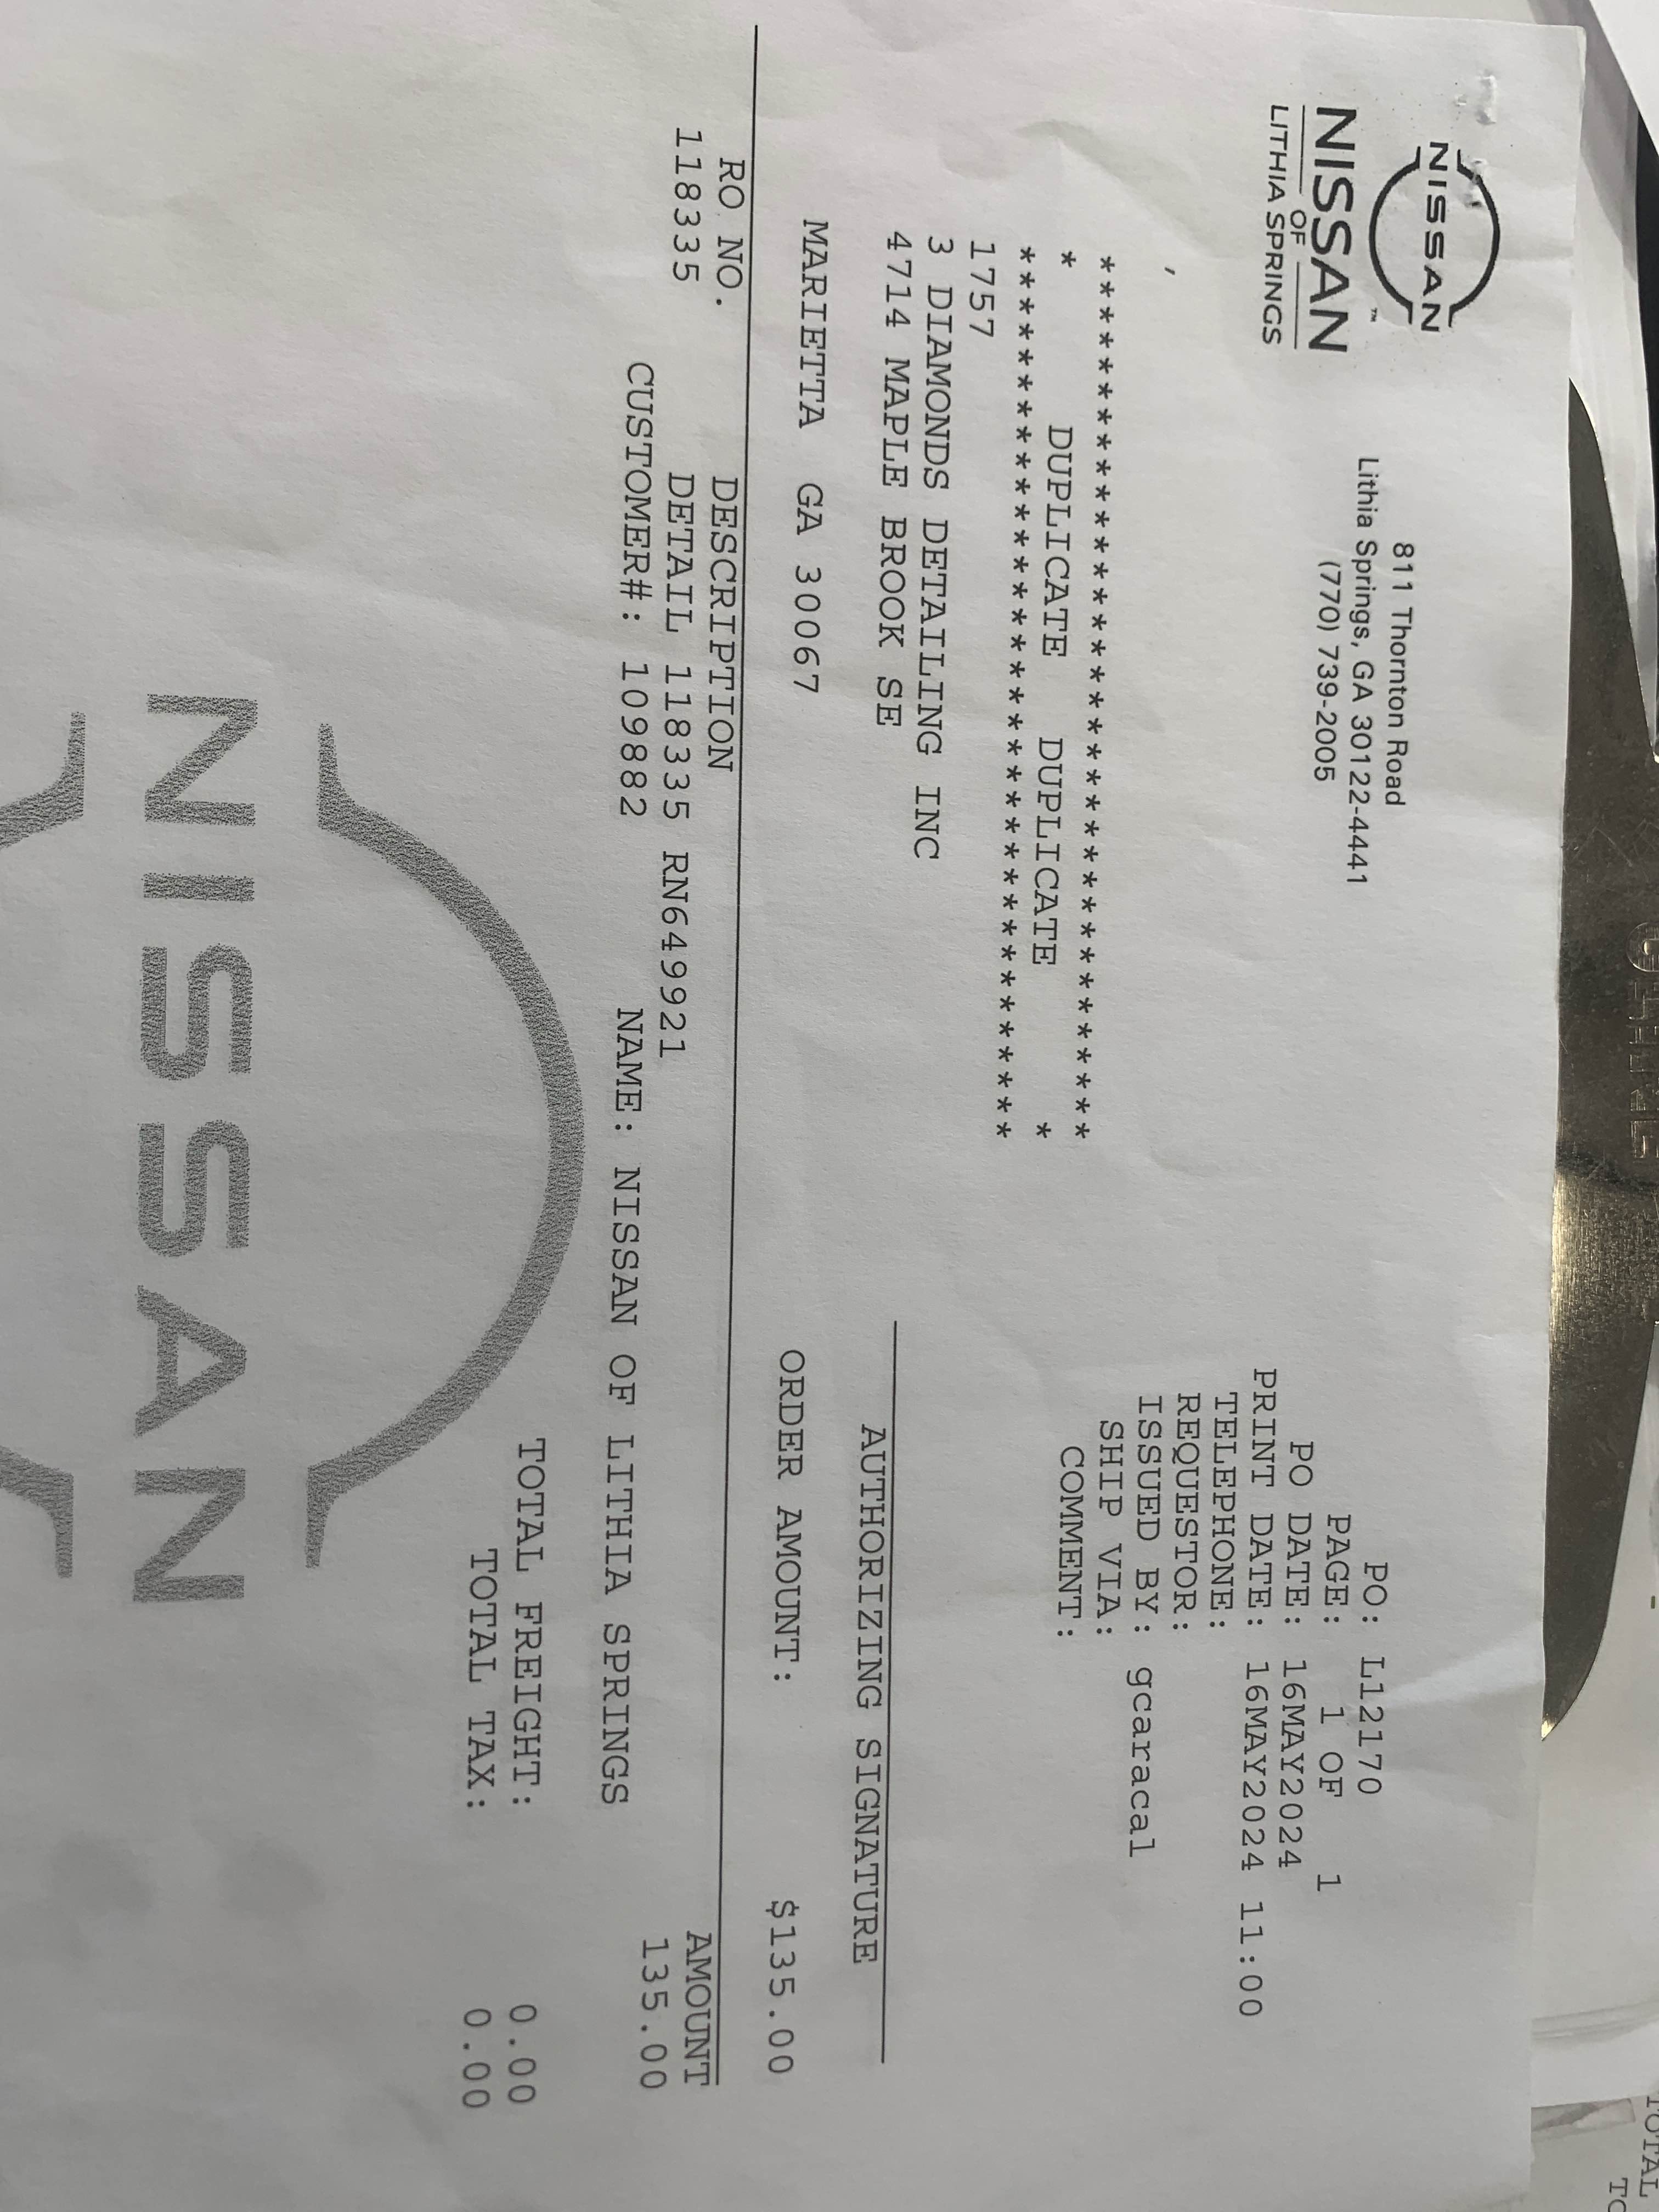 NISSAN
NISSAN
OF
LITHIA SPRINGS
811 Thornton Road
Lithia Springs, GA 30122-4441
(770) 739-2005
PO: L12170
PAGE: 1 OF 1
PO DATE: 16MAY2024
PRINT DATE: 16MAY2024 11:00
TELEPHONE:
REQUESTOR:
ISSUED BY: gcaracal
SHIP VIA:
COMMENT:
**********************************
* DUPLICATE DUPLICATE *
**********************************
1757
3 DIAMONDS DETAILING INC
4714 MAPLE BROOK SE
MARIETTA GA 30067
AUTHORIZING SIGNATURE
ORDER AMOUNT: $135.00
RO NO. DESCRIPTION AMOUNT
118335 DETAIL 118335 RN649921 135.00
CUSTOMER#: 109882 NAME: NISSAN OF LITHIA SPRINGS
TOTAL FREIGHT: 0.00
TOTAL TAX: 0.00
NISSAN
TOTAL